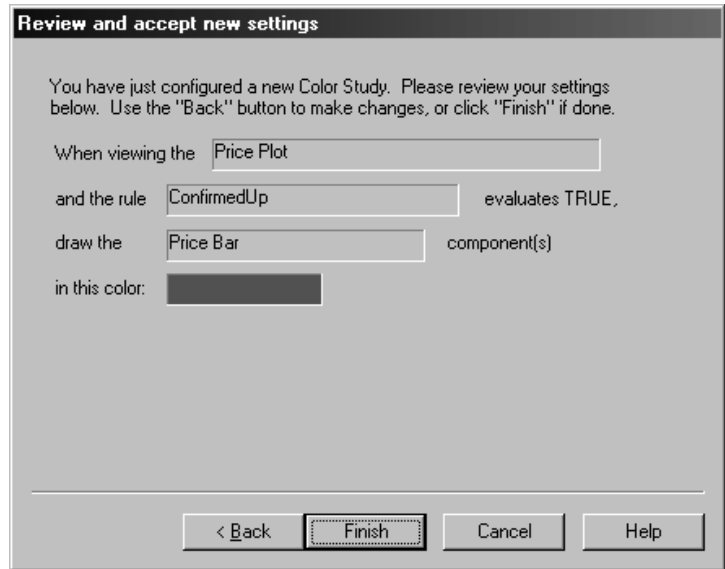 Review and accept new settings
You have just configured a new Color Study. Please review your settings
below. Use the "Back" button to make changes, or click "Finish" if done.
When viewing the Price Plot
and the rule ConfirmedUp evaluates TRUE,
draw the Price Bar component(s)
in this color:
< Back Finish Cancel Help